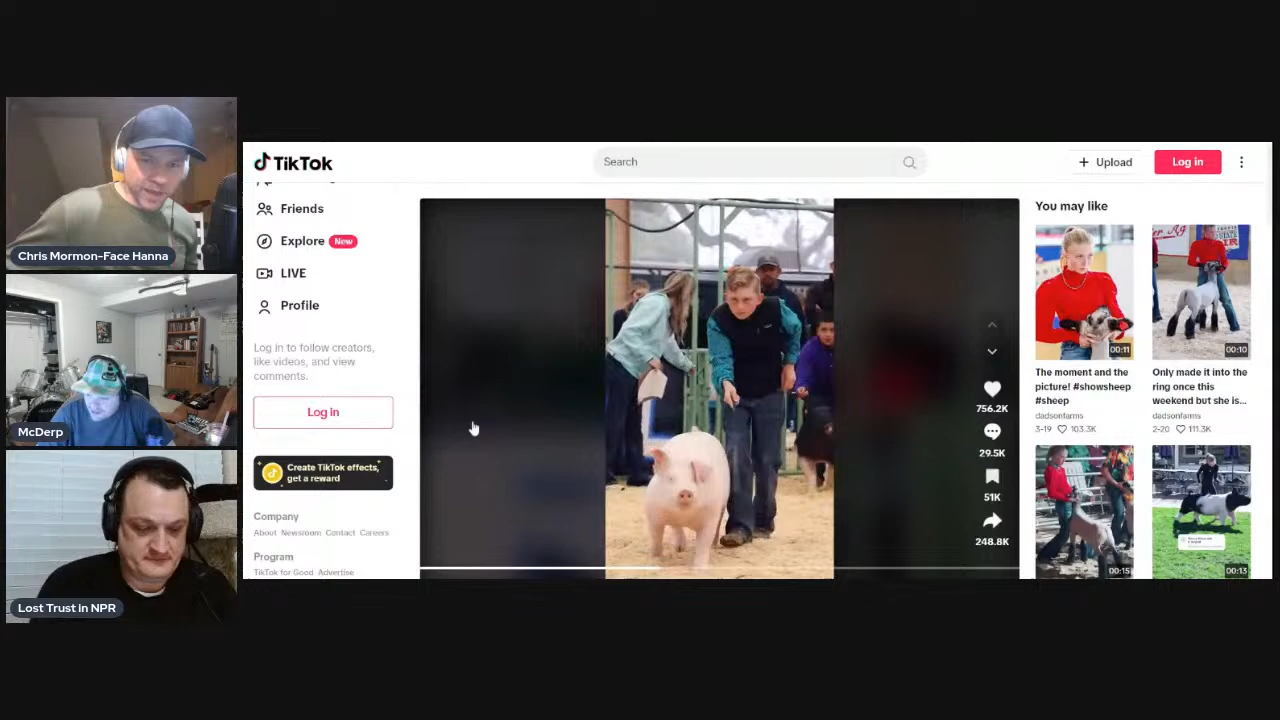 Chris Mormon-Face Hanna
McDerp
Lost Trust in NPR
TikTok
Search
Upload
Log in
Friends
Explore New
LIVE
Profile
Log in to follow creators,
like videos, and view
comments.
Log in
Create TikTok effects,
get a reward
Company
About Newsroom Contact Careers
Program
TikTok for Good Advertise
756.2K
29.5K
51K
248.8K
You may like
00:11
The moment and the
picture! #showsheep
#sheep
dadsonfarms
3-19 103.3K
00:10
Only made it into the
ring once this
weekend but she is...
dadsonfarms
2-20 111.3K
00:15
00:13